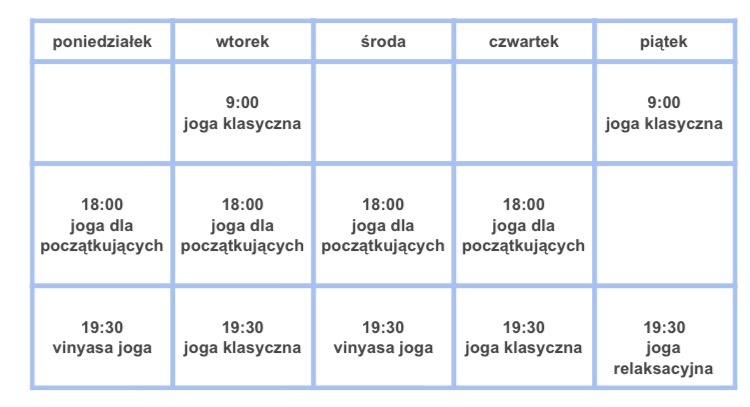 poniedziałek wtorek środa czwartek piątek
9:00 9:00
joga klasyczna joga klasyczna
18:00 18:00 18:00 18:00
joga dla joga dla joga dla joga dla
początkujących początkujących początkujących początkujących
19:30 19:30 19:30 19:30 19:30
vinyasa joga joga klasyczna vinyasa joga joga klasyczna joga
relaksacyjna